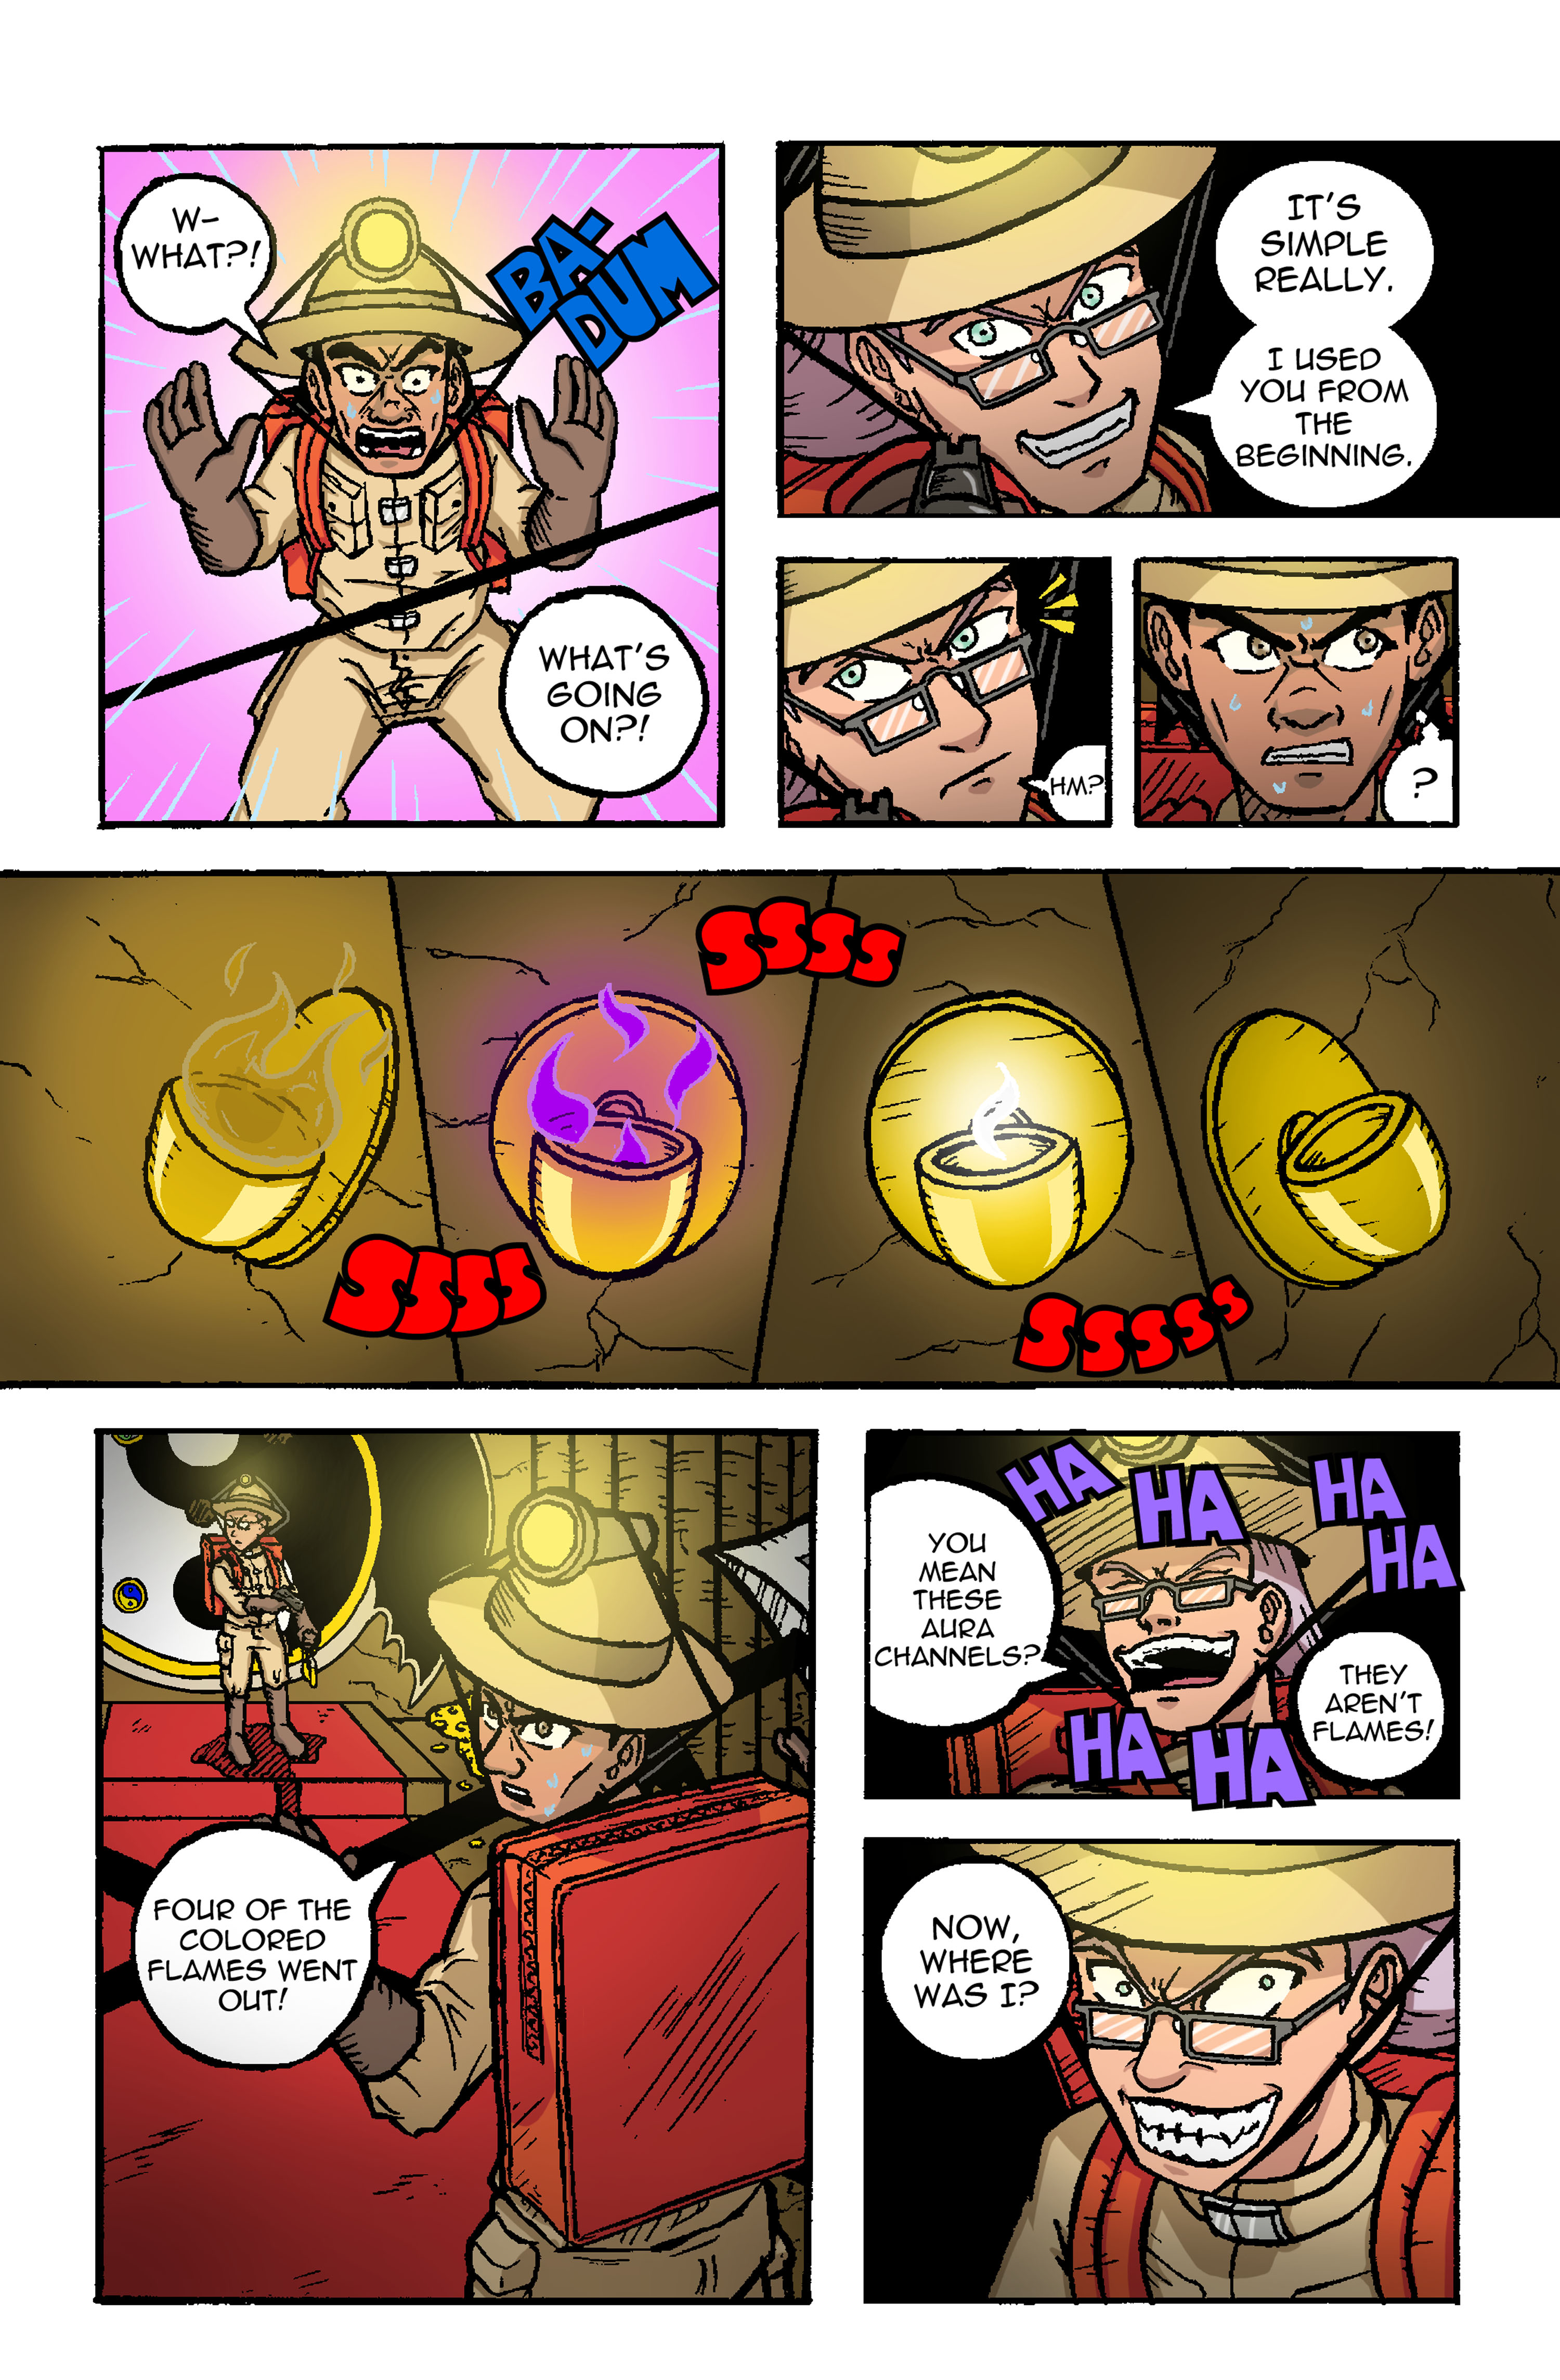 W-
WHAT?!
BA-
DUM
WHAT'S
GOING
ON?!
IT'S
SIMPLE
REALLY.
I USED
YOU FROM
THE
BEGINNING.
HM?
?
SSSS
SSSS
SSSSS
FOUR OF THE
COLORED
FLAMES WENT
OUT!
YOU
MEAN
THESE
AURA
CHANNELS?
HA
HA
HA
HA
THEY
AREN'T
FLAMES!
HA
HA
NOW,
WHERE
WAS I?